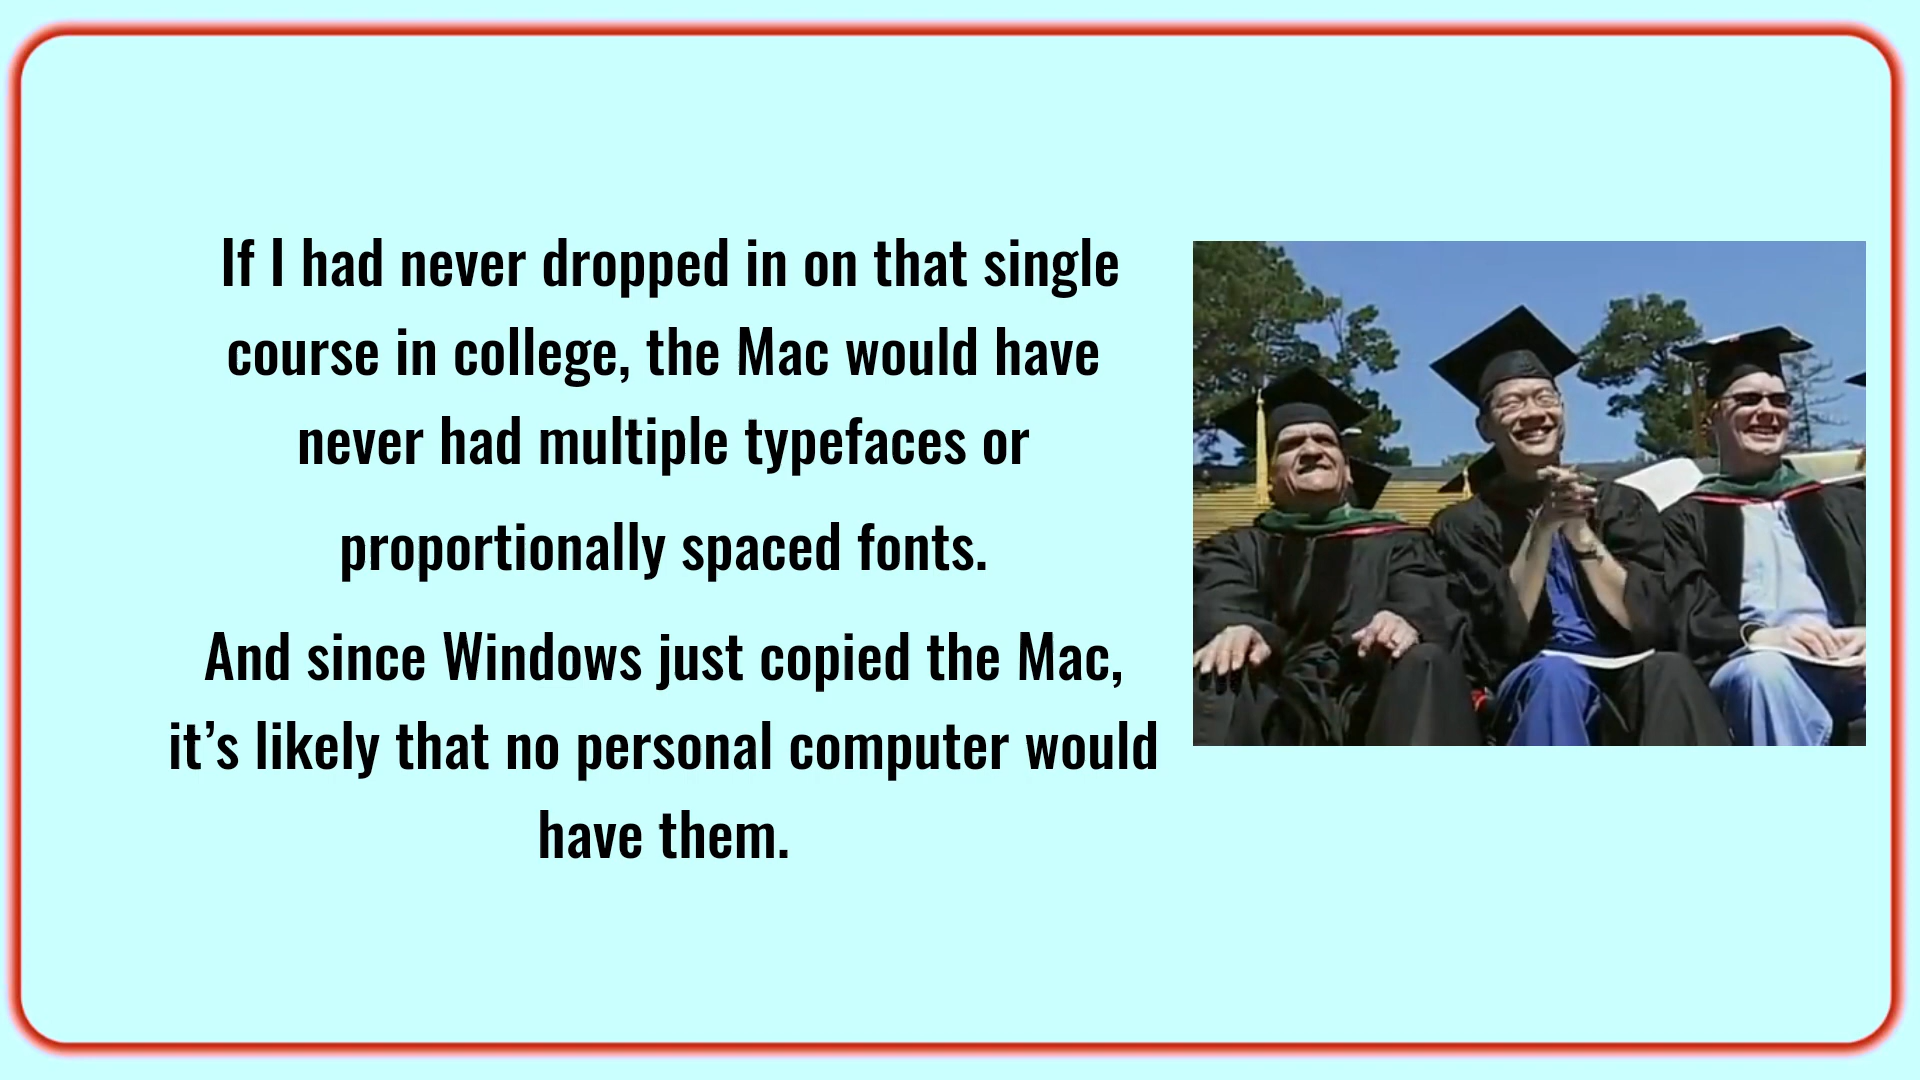 If I had never dropped in on that single
course in college, the Mac would have
never had multiple typefaces or
proportionally spaced fonts.
And since Windows just copied the Mac,
it’s likely that no personal computer would
have them.